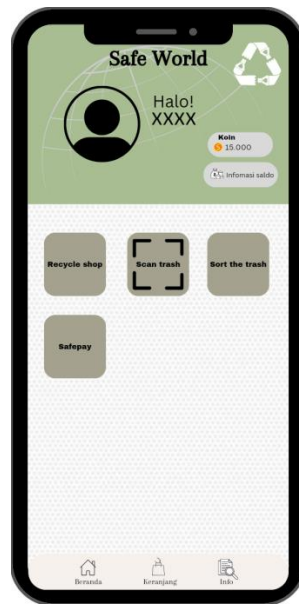 Safe World
Halo!
XXXX
Koin
15.000
Infomasi saldo
Recycle shop
Scan trash
Sort the trash
Safepay
Beranda
Keranjang
Info